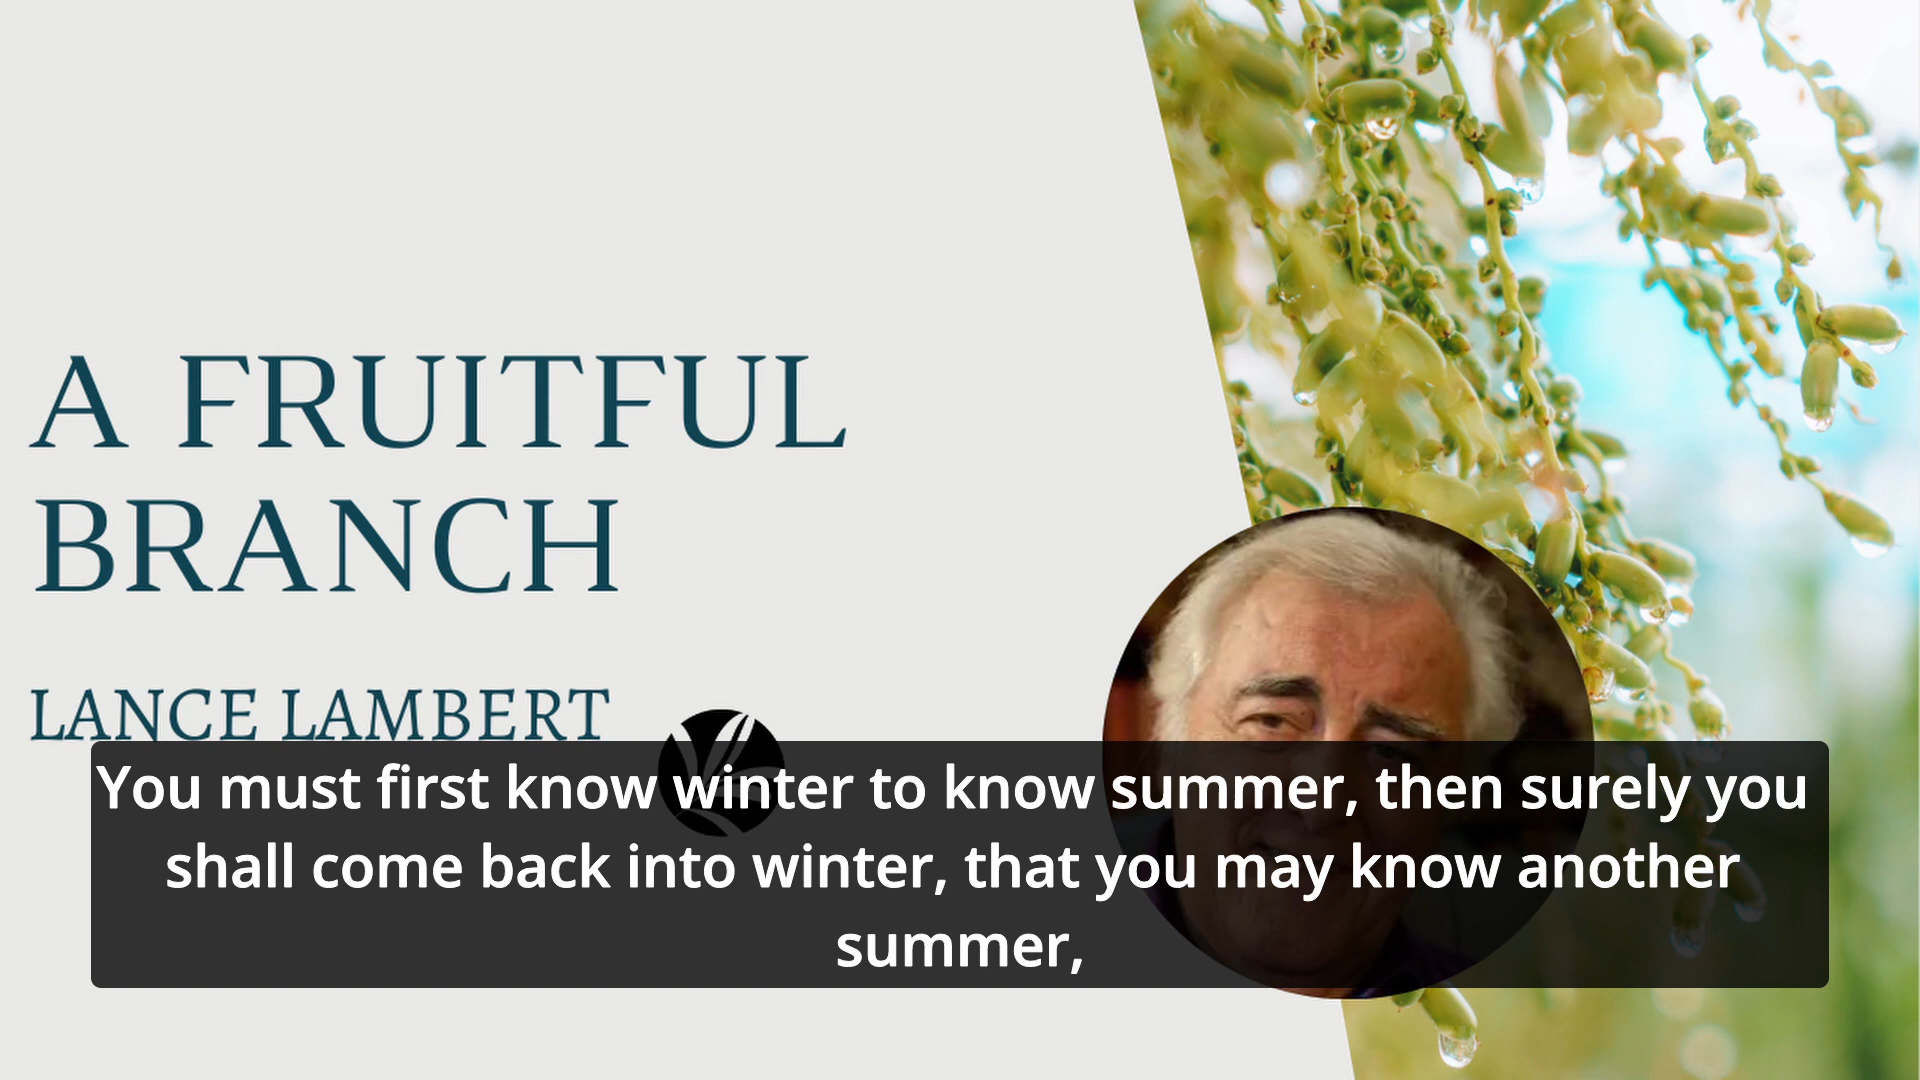 A FRUITFUL
BRANCH
LANCE LAMBERT
You must first know winter to know summer, then surely you
shall come back into winter, that you may know another
summer,